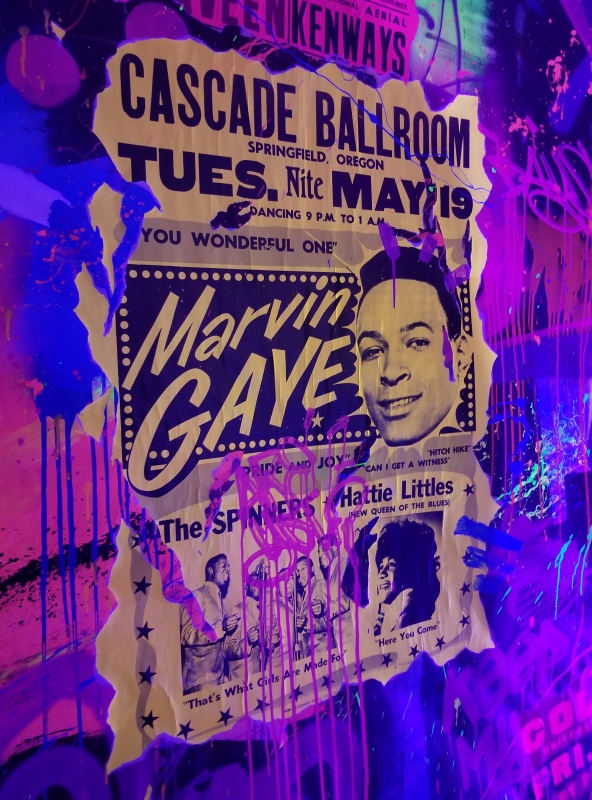 KENWAYS
CASCADE BALLROOM
SPRINGFIELD, OREGON
TUES. Nite MAY 19
DANCING 9 P.M. TO 1 A.M.
"YOU WONDERFUL ONE"
Marvin
GAYE
"PRIDE AND JOY"
"HITCH HIKE"
"CAN I GET A WITNESS"
The SPINNERS
Hattie Littles
(NEW QUEEN OF THE BLUES)
"Here You Come"
"That's What Girls Are Made For"
FRI.